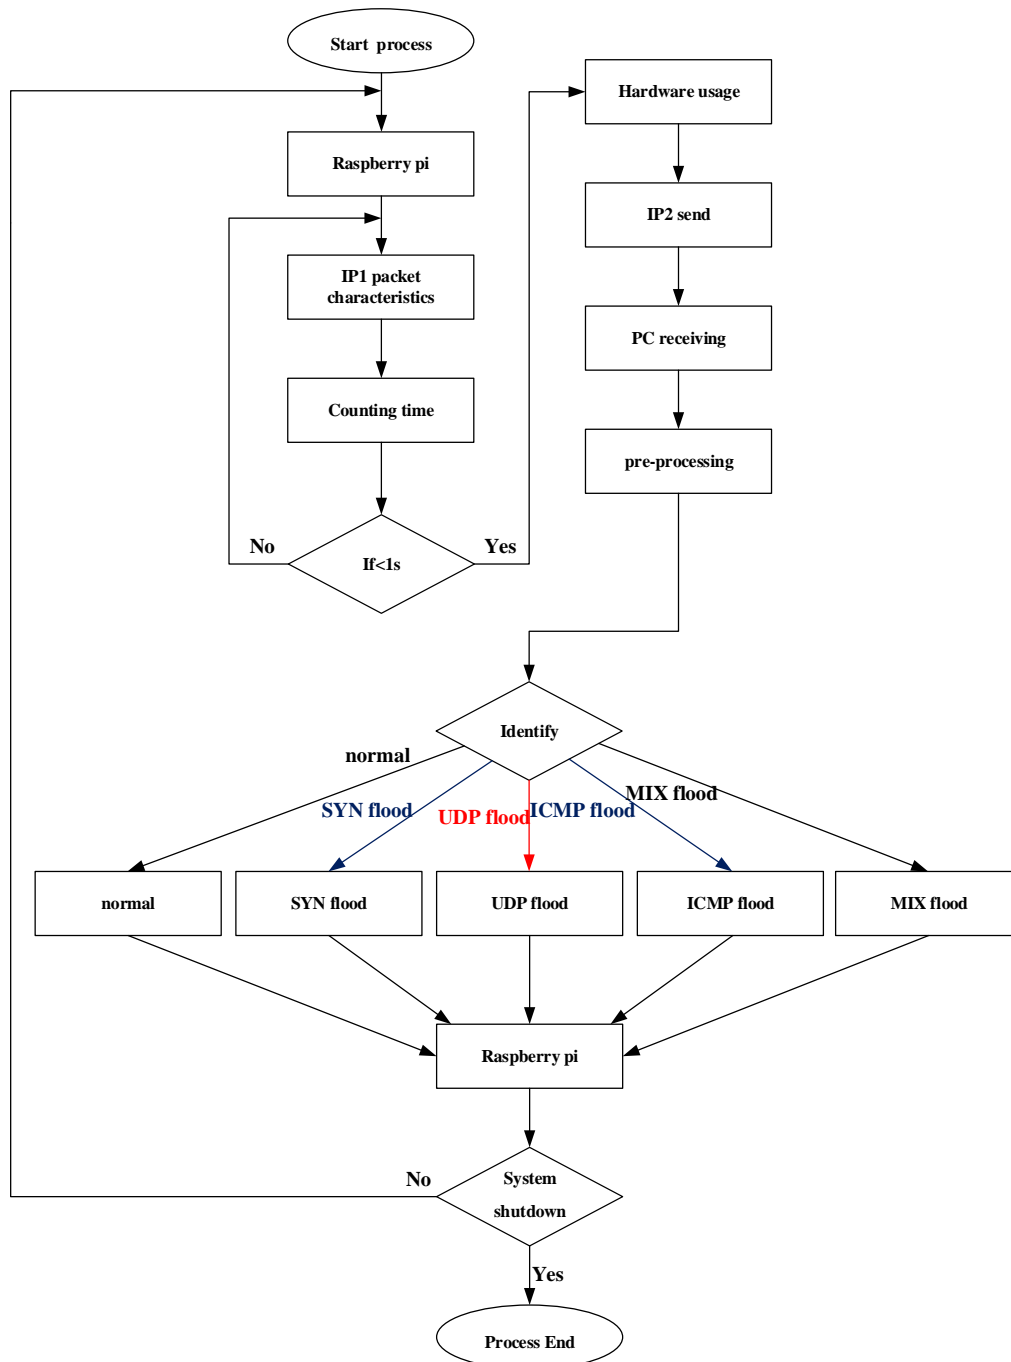 Start process
Raspberry pi
IP1 packet
characteristics
Counting time
If<1s
No
Yes
Hardware usage
IP2 send
PC receiving
pre-processing
Identify
normal
SYN flood
UDP flood
ICMP flood
MIX flood
normal
SYN flood
UDP flood
ICMP flood
MIX flood
Raspberry pi
System
shutdown
No
Yes
Process End